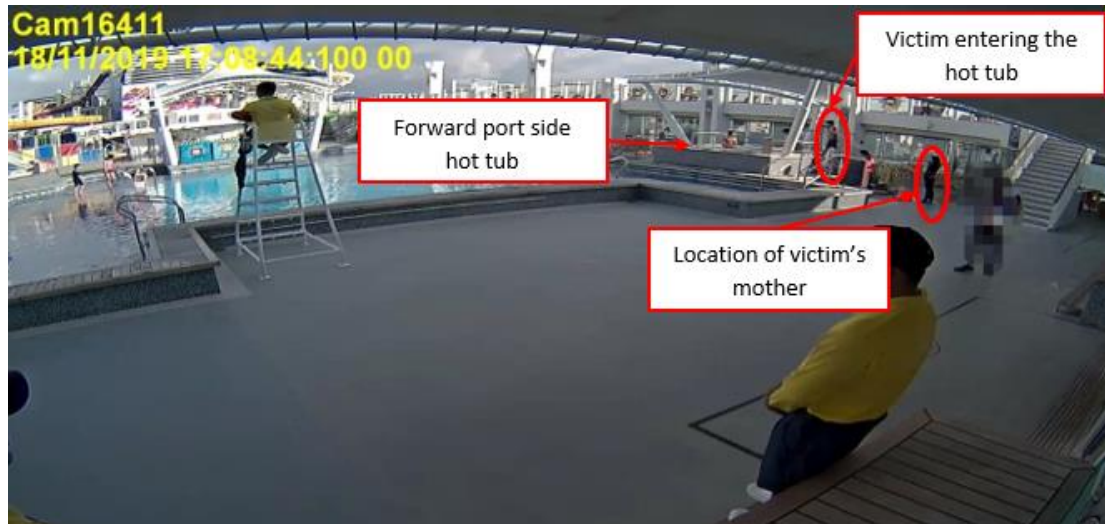 Cam16411
18/11/2019 17:08:44:100 00
Victim entering the
hot tub
Forward port side
hot tub
Location of victim's
mother